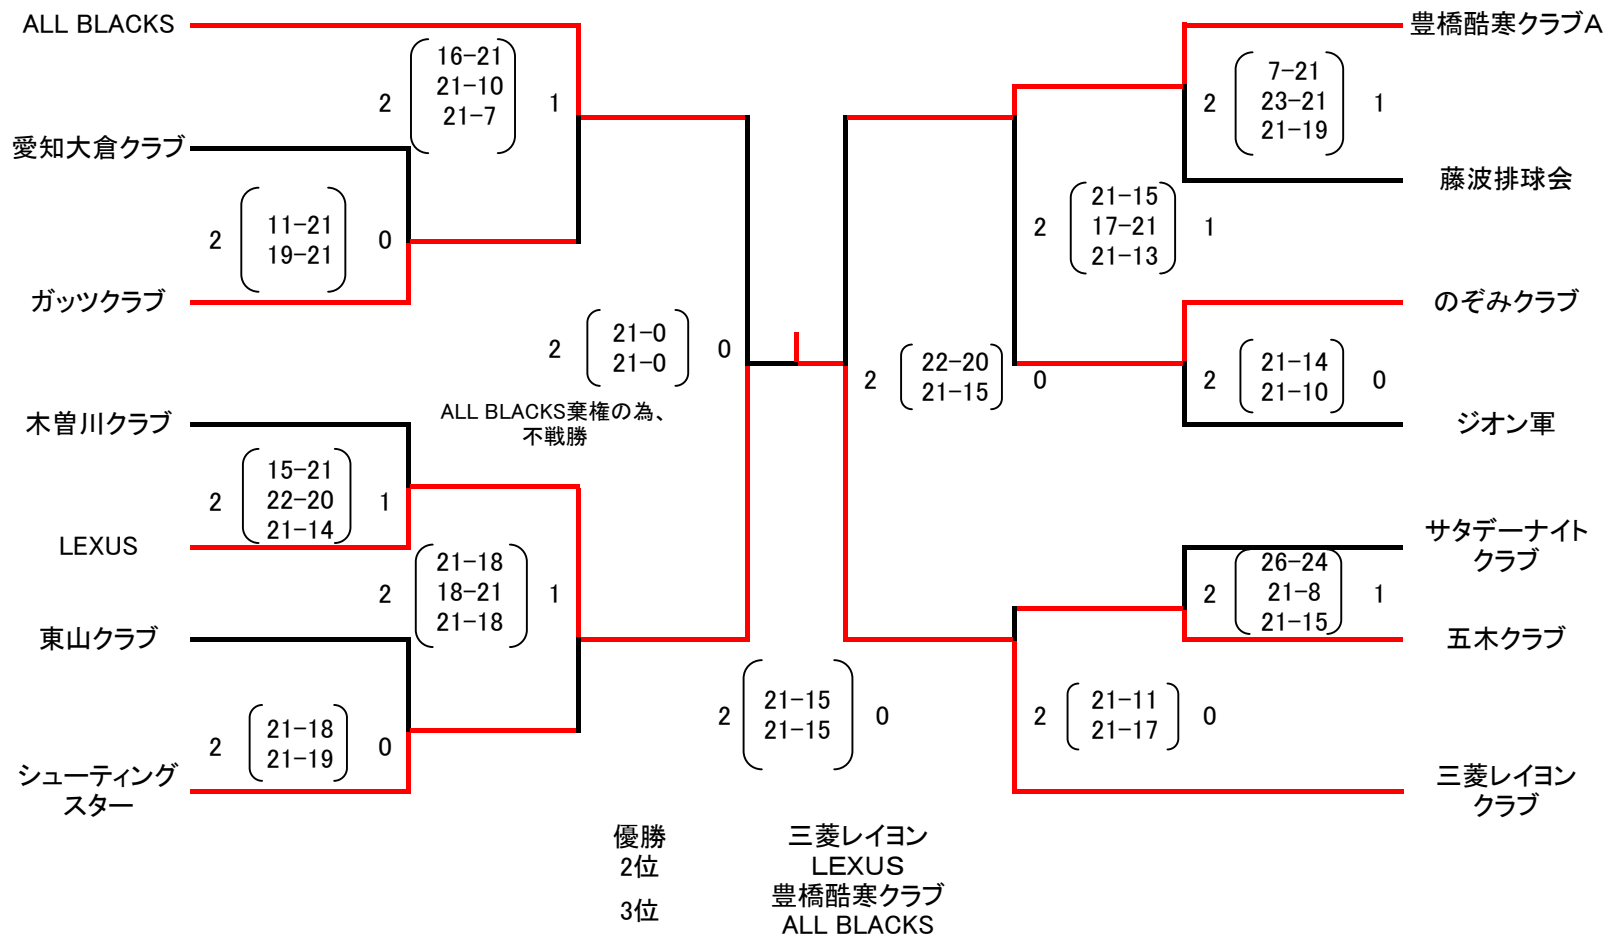 ALL BLACKS
16-21
21-10
21-7
2
1
愛知大倉クラブ
11-21
19-21
2
0
ガッツクラブ
21-0
21-0
2
0
ALL BLACKS棄権の為、
不戦勝
木曽川クラブ
15-21
22-20
21-14
2
1
LEXUS
21-18
18-21
21-18
2
1
東山クラブ
21-18
21-19
2
0
シューティング
スター
豊橋酷寒クラブA
7-21
23-21
21-19
2
1
藤波排球会
21-15
17-21
21-13
2
1
のぞみクラブ
22-20
21-15
2
0
21-14
21-10
2
0
ジオン軍
サタデーナイト
クラブ
26-24
21-8
21-15
2
1
五木クラブ
21-11
21-17
2
0
三菱レイヨン
クラブ
21-15
21-15
2
0
優勝 三菱レイヨン
2位 LEXUS
豊橋酷寒クラブ
3位
ALL BLACKS